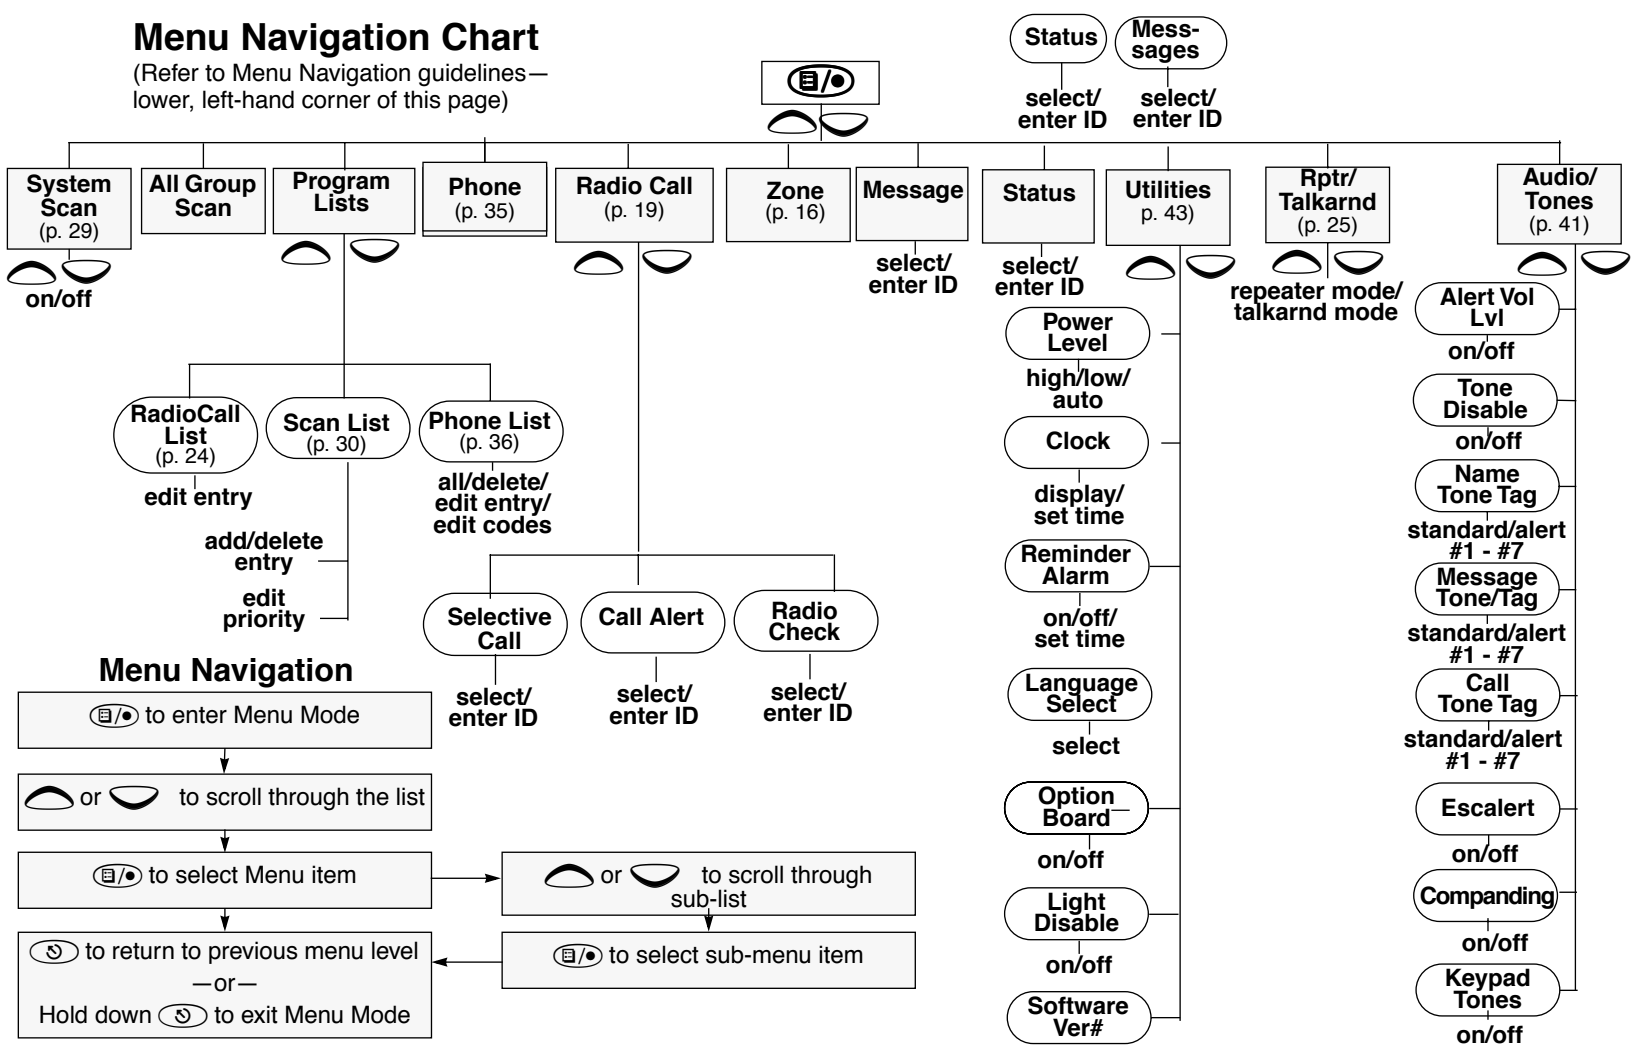 Menu Navigation Chart
(Refer to Menu Navigation guidelines—
lower, left-hand corner of this page)
Status
select/
enter ID
Mess-
sages
select/
enter ID
System
Scan
(p. 29)
on/off
All Group
Scan
Program
Lists
Phone
(p. 35)
Radio Call
(p. 19)
Zone
(p. 16)
Message
select/
enter ID
Status
select/
enter ID
Utilities
p. 43)
Rptr/
Talkarnd
(p. 25)
repeater mode/
talkarnd mode
Audio/
Tones
(p. 41)
RadioCall
List
(p. 24)
edit entry
Scan List
(p. 30)
add/delete
entry
edit
priority
Phone List
(p. 36)
all/delete/
edit entry/
edit codes
Selective
Call
select/
enter ID
Call Alert
select/
enter ID
Radio
Check
select/
enter ID
Power
Level
high/low/
auto
Clock
display/
set time
Reminder
Alarm
on/off/
set time
Language
Select
select
Option
Board
on/off
Light
Disable
on/off
Software
Ver#
Alert Vol
Lvl
on/off
Tone
Disable
on/off
Name
Tone Tag
standard/alert
#1 - #7
Message
Tone/Tag
standard/alert
#1 - #7
Call
Tone Tag
standard/alert
#1 - #7
Escalert
on/off
Companding
on/off
Keypad
Tones
on/off
Menu Navigation
to enter Menu Mode
or to scroll through the list
to select Menu item
or to scroll through
sub-list
to select sub-menu item
to return to previous menu level
—or—
Hold down to exit Menu Mode